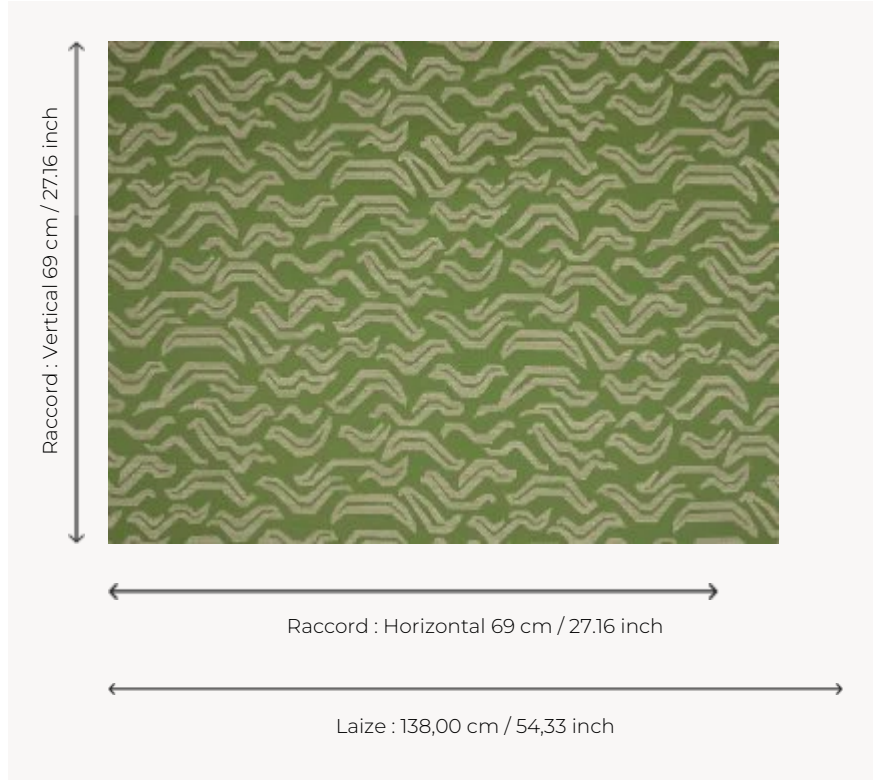 Raccord : Vertical 69 cm / 27.16 inch
Raccord : Horizontal 69 cm / 27.16 inch
Laize : 138,00 cm / 54,33 inch